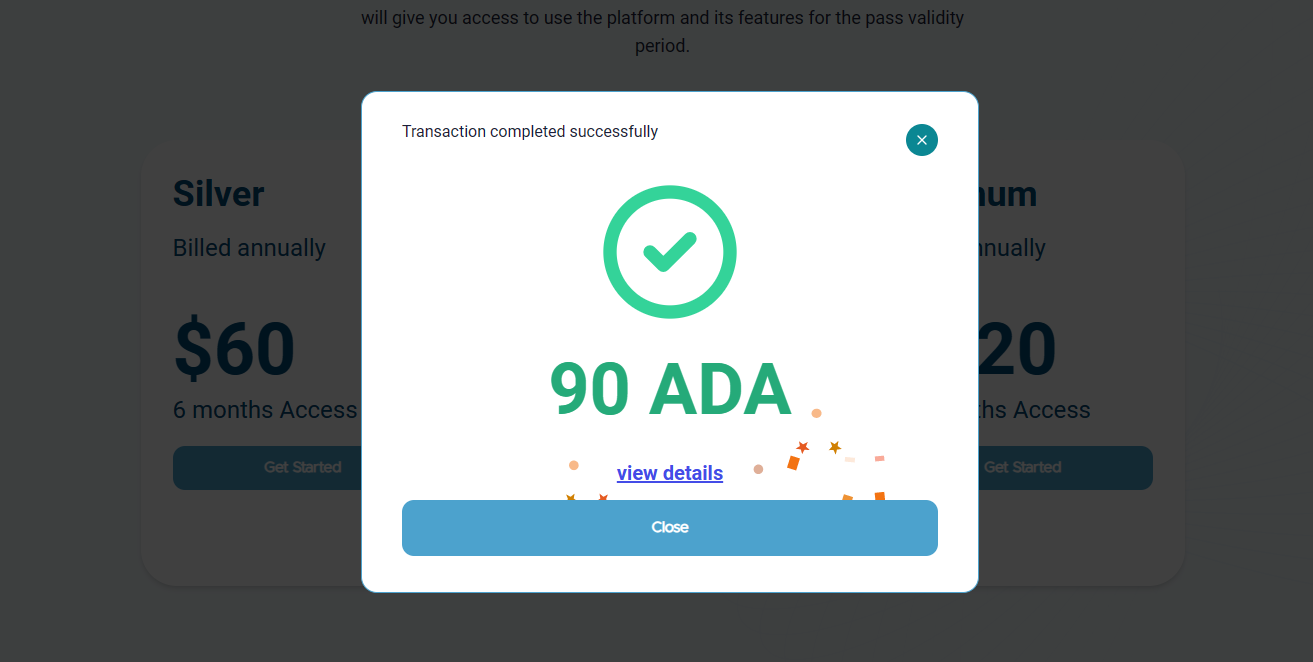 will give you access to use the platform and its features for the pass validity
period.
Transaction completed successfully
90 ADA
view details
Close
Silver
Billed annually
$60
6 months Access
Get Started
num
nnually
20
ths Access
Get Started